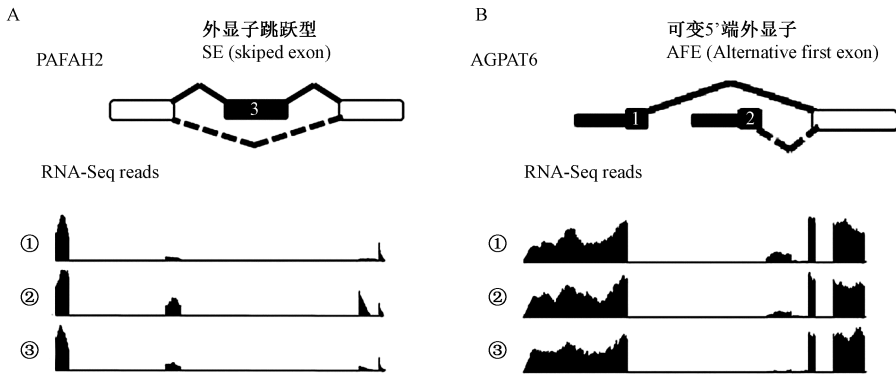 A
外显子跳跃型
SE (skiped exon)
PAFAH2
3
RNA-Seq reads
①
②
③
B
可变5’端外显子
AFE (Alternative first exon)
AGPAT6
1
2
RNA-Seq reads
①
②
③